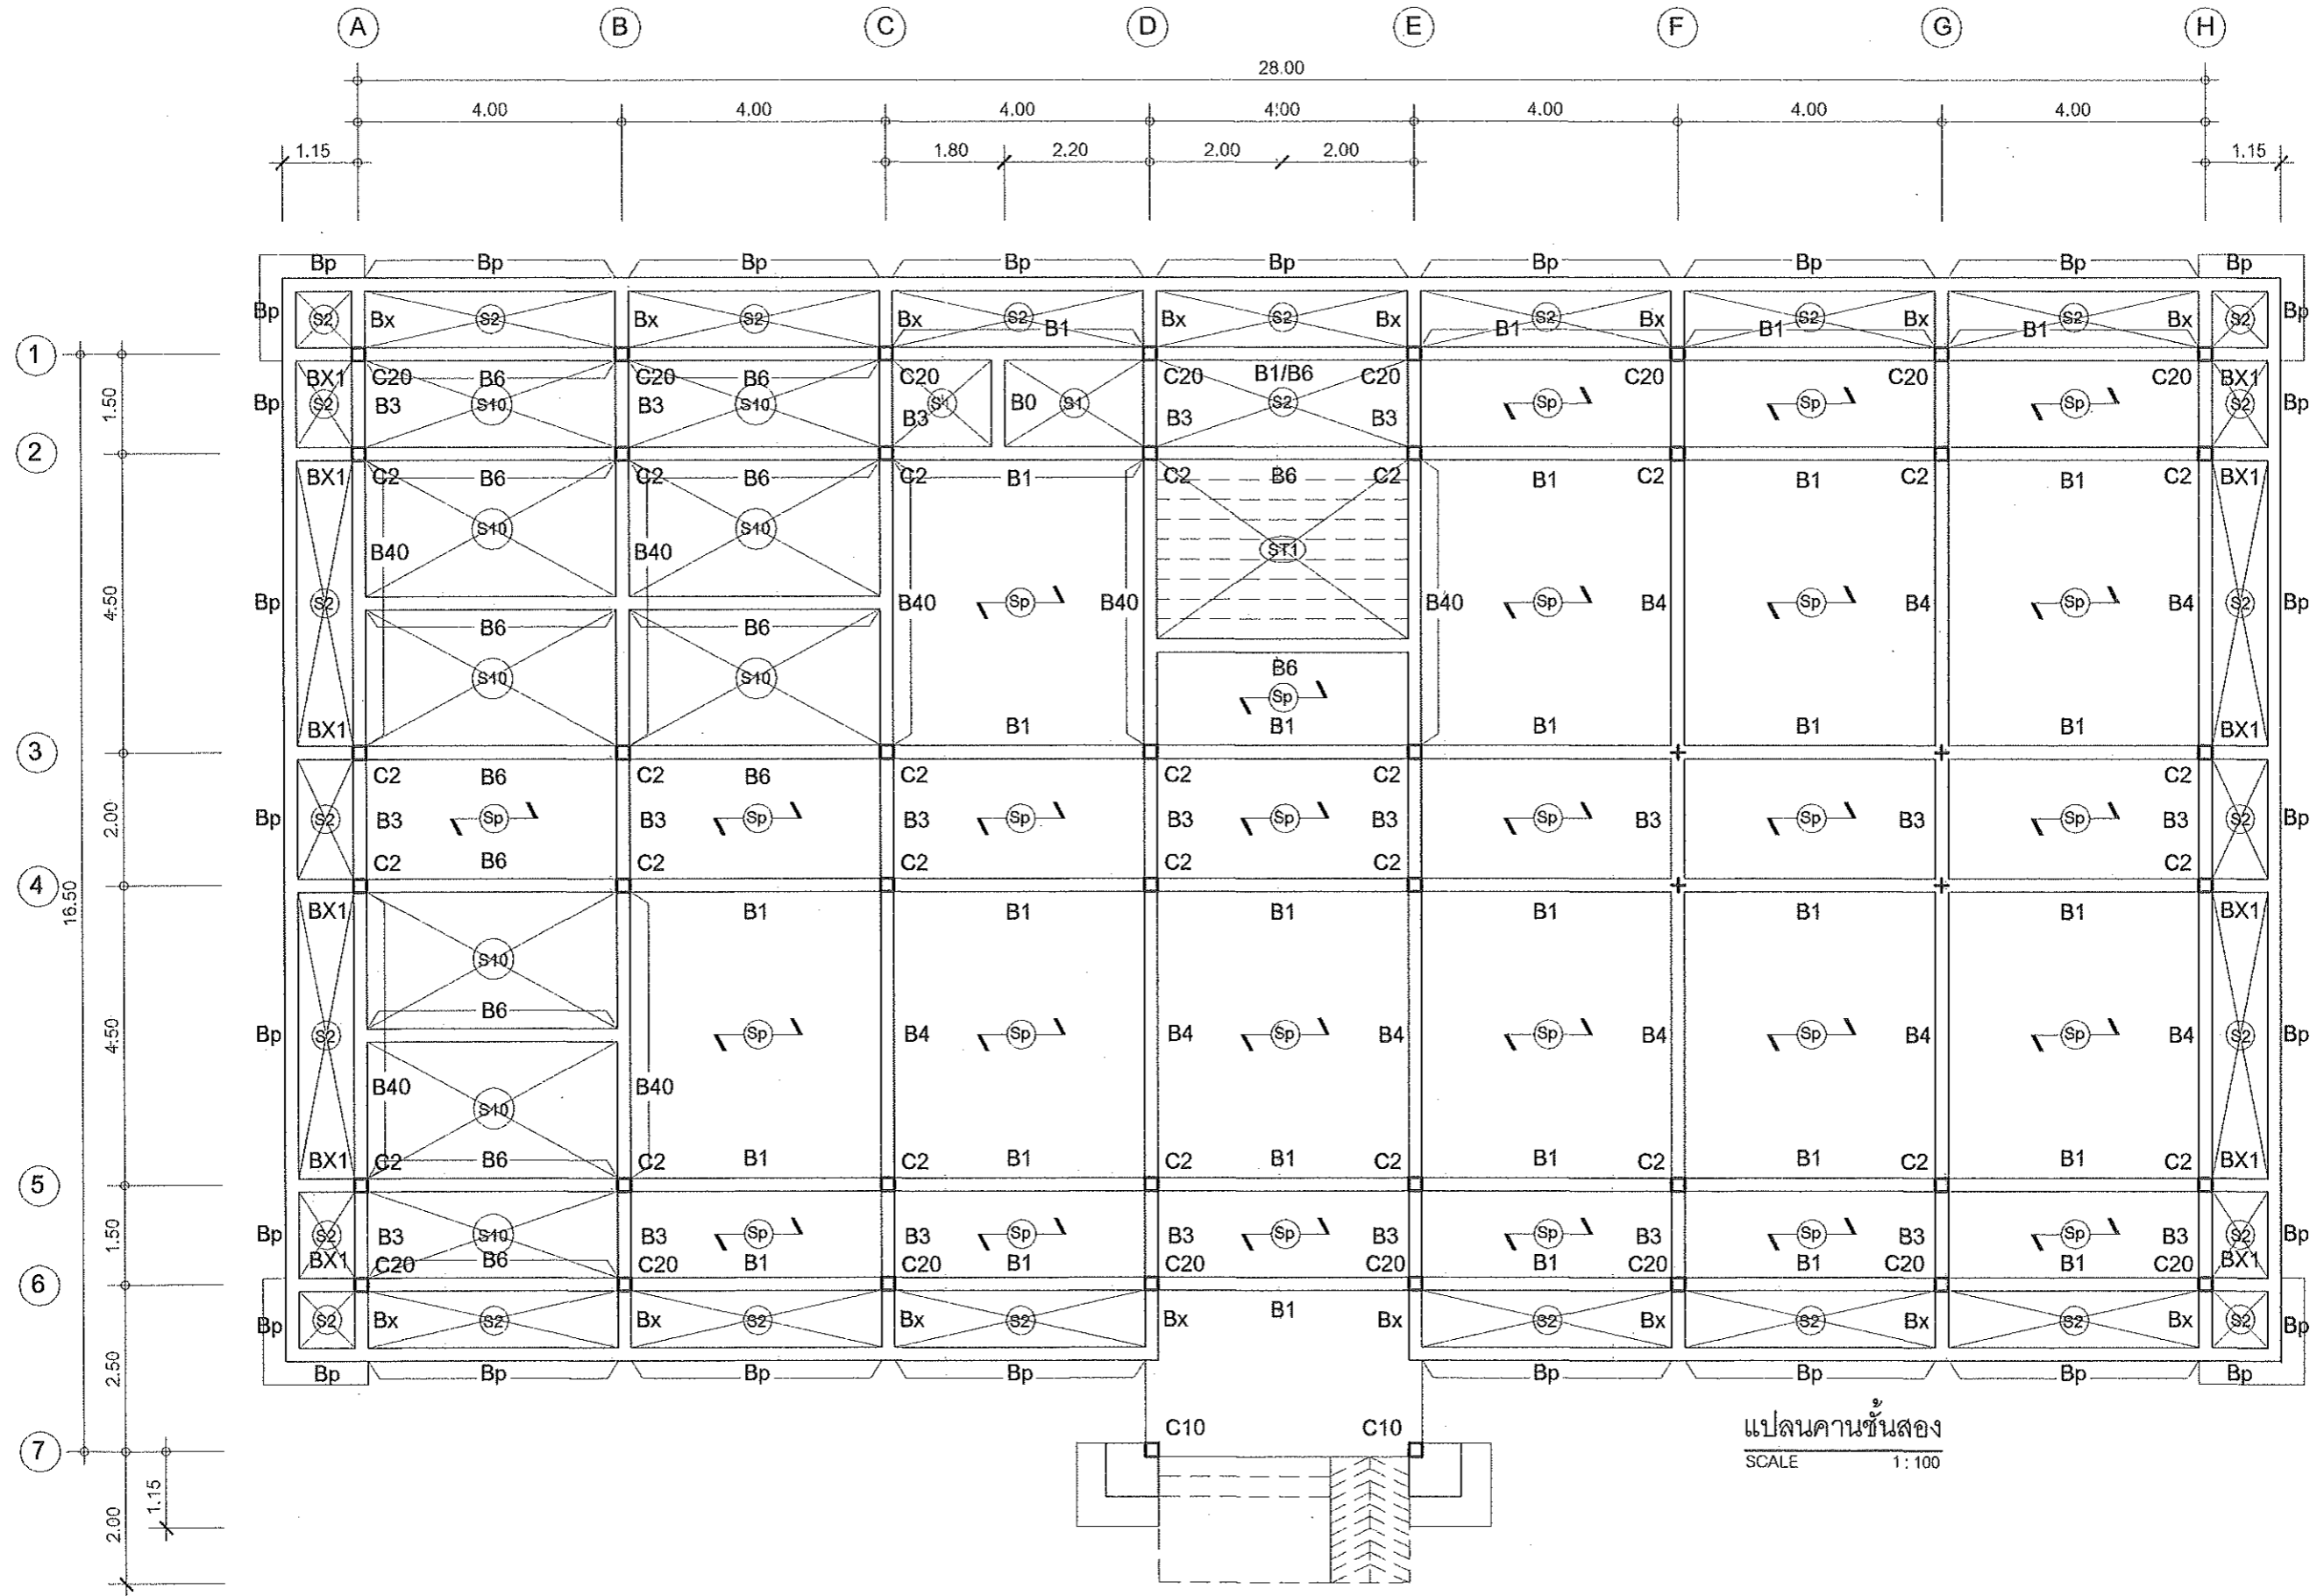 A B C D E F G H
28.00
4.00 4.00 4.00 4.00 4.00 4.00 4.00
1.15 1.80 2.20 2.00 2.00 1.15
Bp Bp Bp Bp Bp Bp Bp Bp Bp
Bp S2 Bx S2 Bx S2 Bx S2 Bx S2 Bx S2 Bx S2 Bx S2 Bx S2 Bp
B1 B1 B1 B1
1
BX1 C20 B6 C20 B6 C20 C20 B1/B6 C20 C20 C20 C20 BX1
Bp S2 B3 S10 B3 S10 B3 S1 B0 S1 B3 S2 B3 Sp Sp Sp S2 Bp
1.50
2
BX1 C2 B6 C2 B6 C2 B1 C2 B6 C2 B1 C2 B1 C2 B1 C2 BX1
S10 S10
B40 B40 ST1
4.50
Bp S2 B40 Sp B40 B40 Sp B4 Sp B4 Sp B4 S2 Bp
B6 B6
S10 S10 B6
Sp
BX1 B1 B1 B1 B1 B1 BX1
3
C2 B6 C2 B6 C2 C2 C2 C2
2.00
Bp S2 B3 Sp B3 Sp B3 Sp B3 Sp B3 Sp B3 Sp B3 Sp B3 S2 Bp
C2 B6 C2 C2 C2 C2 C2
4
16.50
BX1 B1 B1 B1 B1 B1 B1 BX1
S10
B6
4.50
Bp S2 Sp B4 Sp B4 Sp B4 Sp B4 Sp B4 Sp B4 S2 Bp
B40 B40
S10
BX1 C2 B6 C2 B1 C2 B1 C2 B1 C2 B1 C2 B1 C2 B1 C2 BX1
5
1.50
Bp S2 B3 S10 B3 Sp B3 Sp B3 Sp B3 Sp B3 Sp B3 Sp B3 S2 Bp
BX1 C20 B6 C20 B1 C20 B1 C20 C20 B1 C20 B1 C20 B1 C20 BX1
6
Bp S2 Bx S2 Bx S2 Bx S2 Bx B1 Bx S2 Bx S2 Bx S2 Bx S2 Bp
2.50
Bp Bp Bp Bp Bp Bp Bp Bp
C10 C10
7
1.15
2.00
แปลนคานชั้นสอง
SCALE 1 : 100